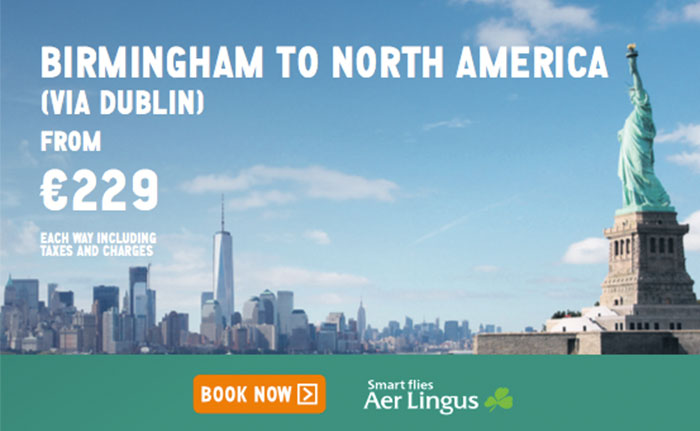 BIRMINGHAM TO NORTH AMERICA
(VIA DUBLIN)
FROM
€229
EACH WAY INCLUDING
TAXES AND CHARGES
BOOK NOW
Smart flies
Aer Lingus